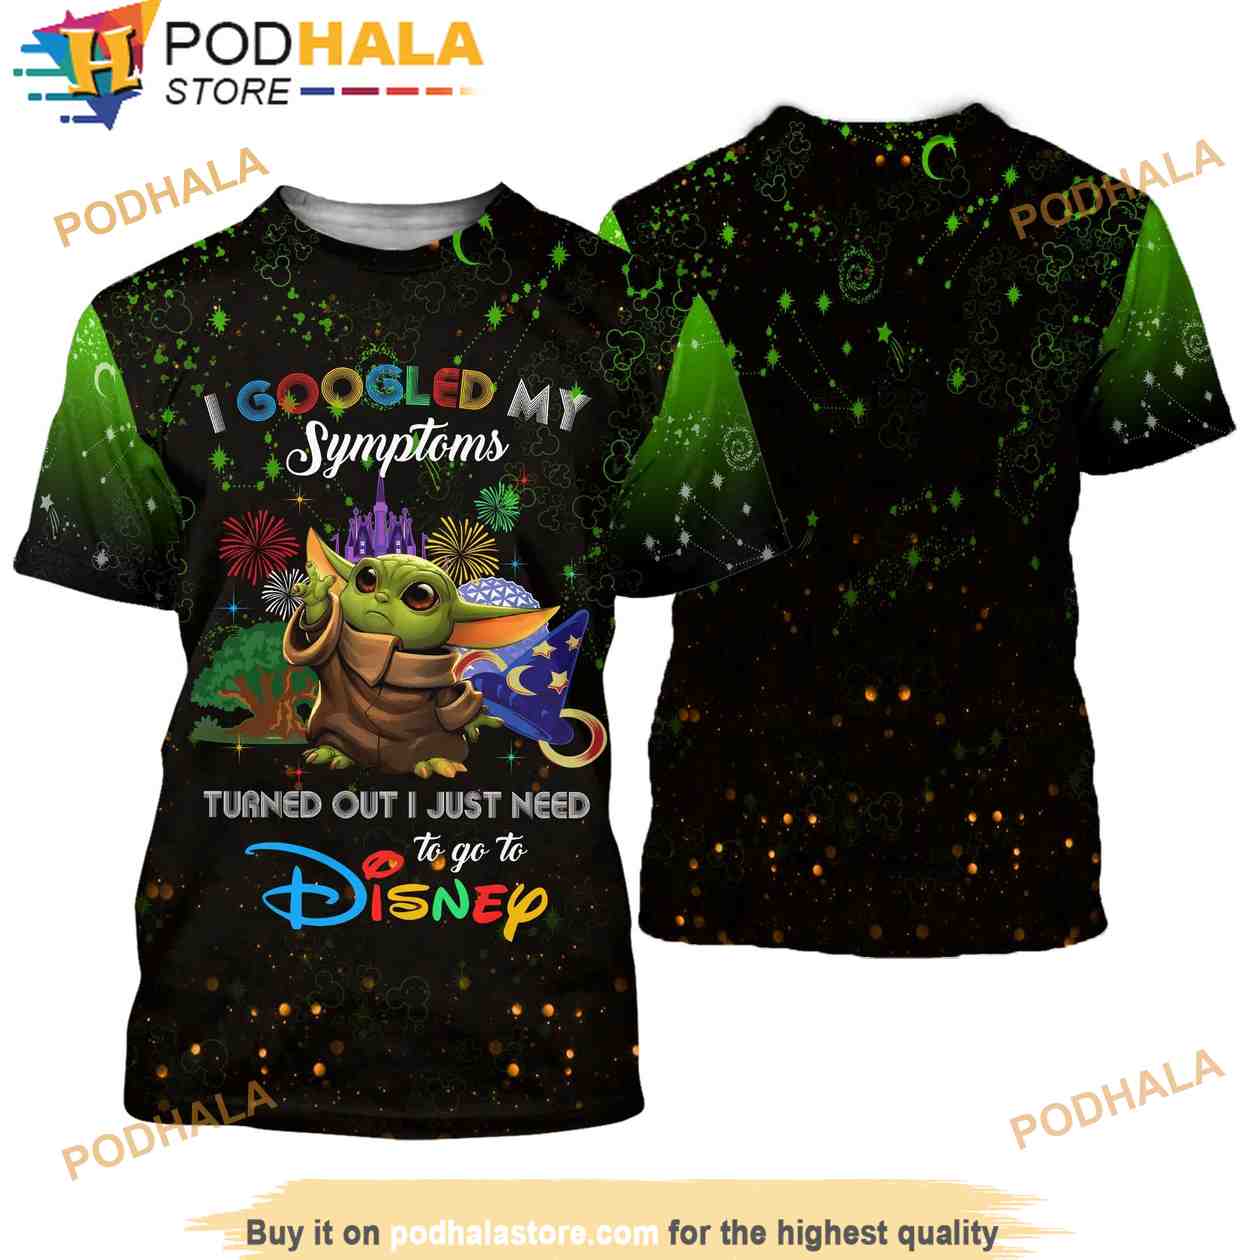 PODHALA
STORE
PODHALA
PODHALA
I GOOGLED MY
Symptoms
TURNED OUT I JUST NEED
to go to
DISNEY
PODHALA
PODHALA
Buy it on podhalastore.com for the highest quality